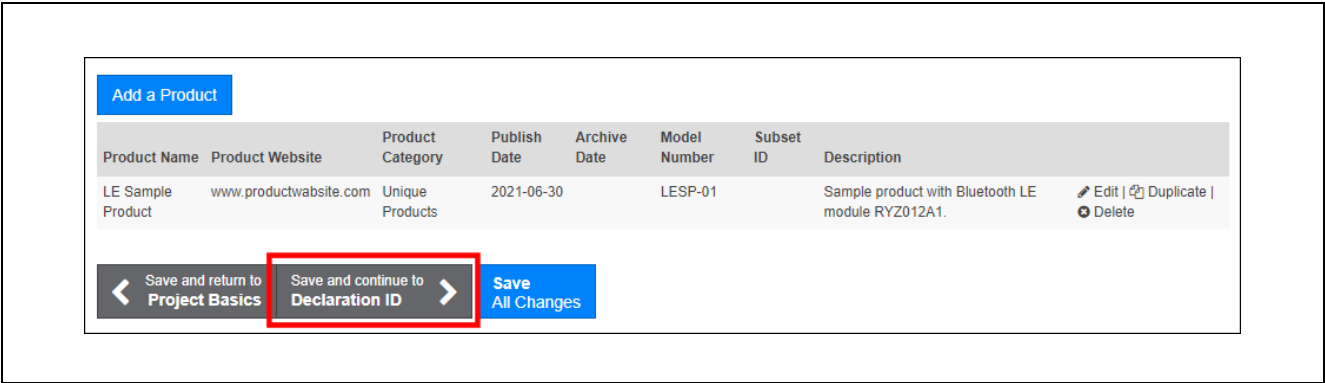 Add a Product
Product Name Product Website Product Category Publish Date Archive Date Model Number Subset ID Description
LE Sample Product www.productwabsite.com Unique Products 2021-06-30 LESP-01 Sample product with Bluetooth LE module RYZ012A1. Edit | Duplicate | Delete
Save and return to Project Basics
Save and continue to Declaration ID
Save All Changes